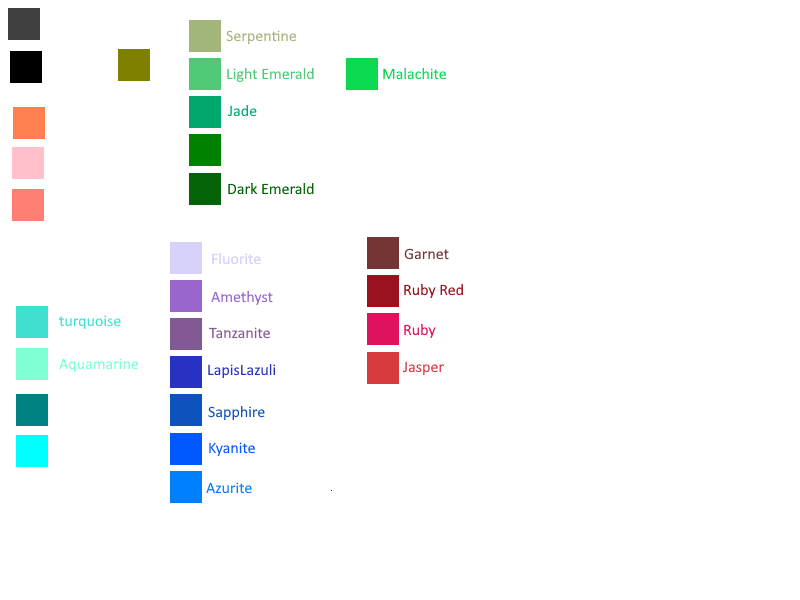 Serpentine
Light Emerald
Malachite
Jade
Dark Emerald
Fluorite
Amethyst
Tanzanite
LapisLazuli
Sapphire
Kyanite
Azurite
Garnet
Ruby Red
Ruby
Jasper
turquoise
Aquamarine